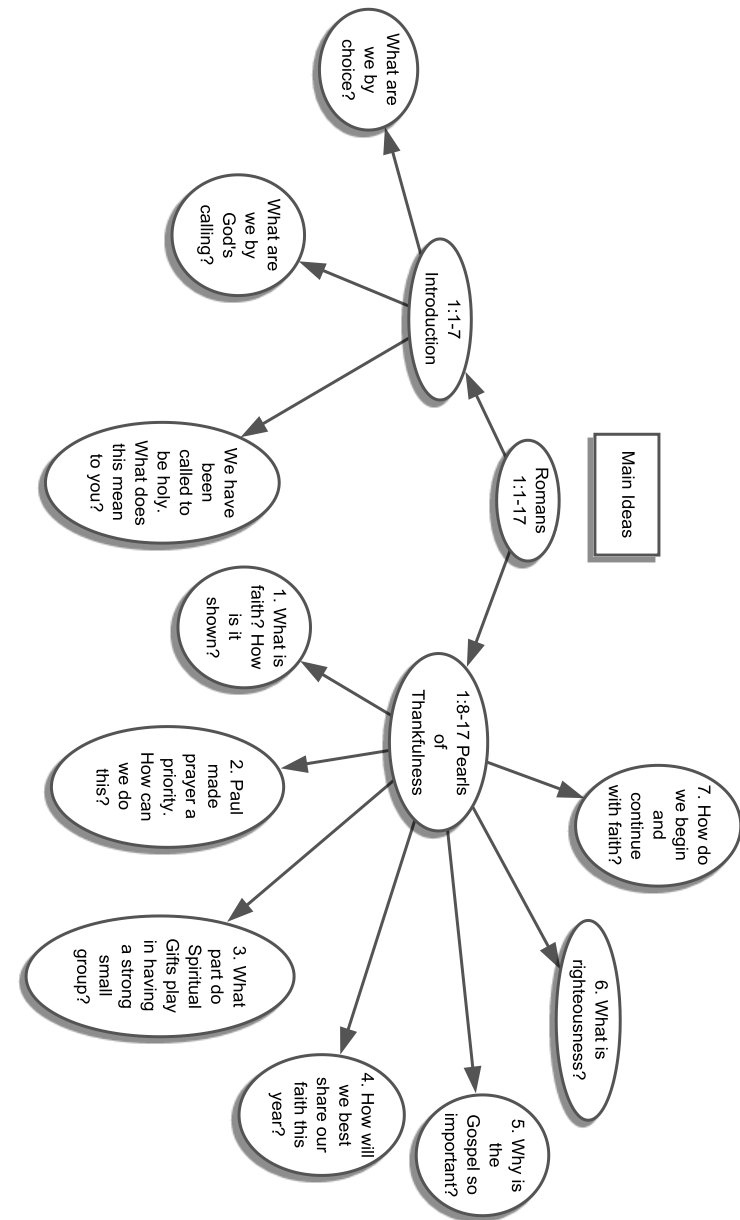 Main Ideas
Romans
1:1-17
1:1-7
Introduction
What are
we by
choice?
What are
we by
God's
calling?
We have
been
called to
be holy.
What does
this mean
to you?
1:8-17 Pearls
of
Thankfulness
1. What is
faith? How
is it
shown?
2. Paul
made
prayer a
priority.
How can
we do
this?
3. What
part do
Spiritual
Gifts play
in having
a strong
small
group?
4. How will
we best
share our
faith this
year?
5. Why is
the
Gospel so
important?
6. What is
righteousness?
7. How do
we begin
and
continue
with faith?